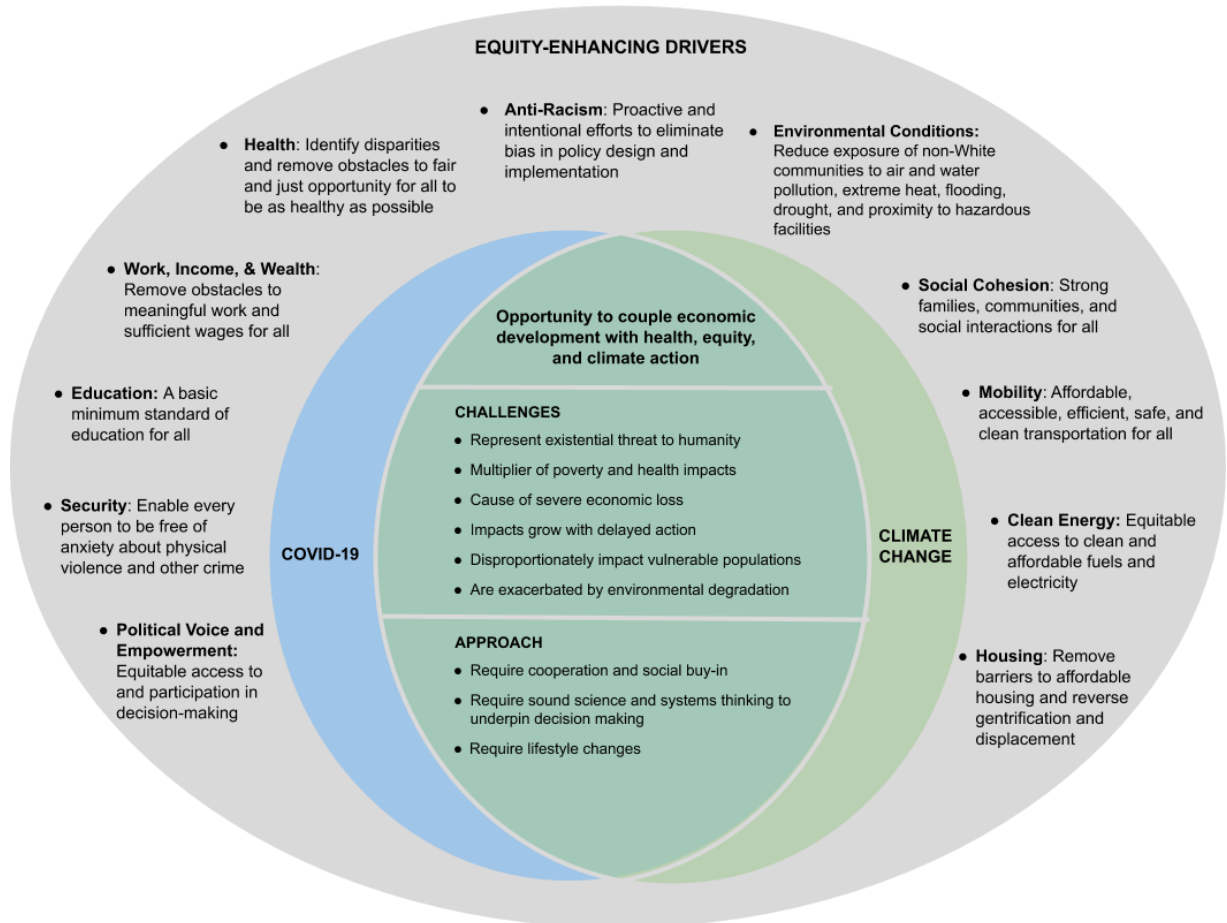 EQUITY-ENHANCING DRIVERS
● Anti-Racism: Proactive and
intentional efforts to eliminate
bias in policy design and
implementation
● Health: Identify disparities
and remove obstacles to fair
and just opportunity for all to
be as healthy as possible
● Environmental Conditions:
Reduce exposure of non-White
communities to air and water
pollution, extreme heat, flooding,
drought, and proximity to hazardous
facilities
● Work, Income, & Wealth:
Remove obstacles to
meaningful work and
sufficient wages for all
● Social Cohesion: Strong
families, communities, and
social interactions for all
● Education: A basic
minimum standard of
education for all
● Mobility: Affordable,
accessible, efficient, safe, and
clean transportation for all
● Security: Enable every
person to be free of
anxiety about physical
violence and other crime
● Clean Energy: Equitable
access to clean and
affordable fuels and
electricity
● Political Voice and
Empowerment:
Equitable access to
and participation in
decision-making
● Housing: Remove
barriers to affordable
housing and reverse
gentrification and
displacement
COVID-19
CLIMATE
CHANGE
Opportunity to couple economic
development with health, equity,
and climate action
CHALLENGES
● Represent existential threat to humanity
● Multiplier of poverty and health impacts
● Cause of severe economic loss
● Impacts grow with delayed action
● Disproportionately impact vulnerable populations
● Are exacerbated by environmental degradation
APPROACH
● Require cooperation and social buy-in
● Require sound science and systems thinking to
underpin decision making
● Require lifestyle changes